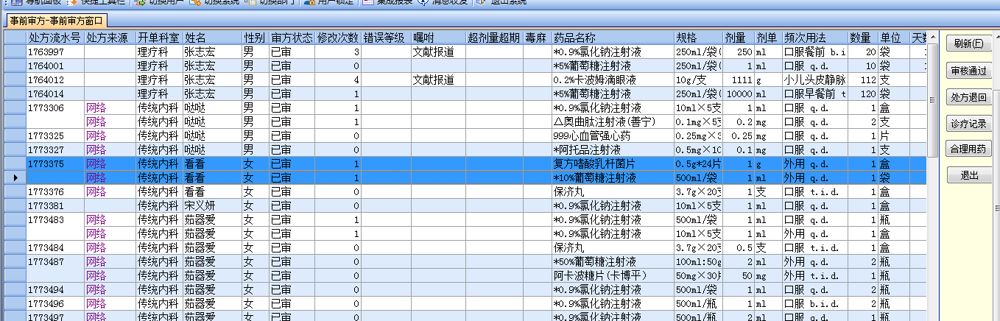 导航面板 快捷工具栏 切换用户 切换系统 切换部门 用户锁定 集成报表 消息收发 退出系统
事前审方-事前审方窗口
处方流水号 处方来源 开单科室 姓名 性别 审方状态 修改次数 错误等级 嘱咐 超剂量超期 毒麻 药品名称 规格 剂量 剂单 频次用法 数量 单位 天数
1763997 理疗科 张志宏 男 已审 3 文献报道 *0.9%氯化钠注射液 250ml/袋( 250 ml 口服餐前 b.i 20 袋
1764001 理疗科 张志宏 男 已审 0 *5%葡萄糖注射液 250ml/袋( 1 ml 口服 q.d. 10 袋
1764012 理疗科 张志宏 男 已审 4 文献报道 0.2%卡波姆滴眼液 10g/支 1111 g 小儿头皮静脉 112 支
1764014 理疗科 张志宏 男 已审 1 *5%葡萄糖注射液 250ml/袋( 10000 ml 口服早餐前 t 120 袋
1773306 网络 传统内科 哒哒 男 已审 1 *0.9%氯化钠注射液 10ml×5支 1 ml 口服 q.d. 1 盒
网络 传统内科 哒哒 男 已审 1 △奥曲肽注射液(善宁) 0.1mg×5支 0.2 mg 口服 q.d. 2 支
1773325 网络 传统内科 哒哒 男 已审 0 999心血管强心药 0.25mg×3 0.25 mg 口服 q.d. 1 片
1773327 网络 传统内科 哒哒 男 已审 0 *阿托品注射液 0.5mg×10 0.1 mg 口服 q.d. 1 支
1773375 网络 传统内科 看看 女 已审 1 复方嗜酸乳杆菌片 0.5g*24片 1 g 外用 q.d. 1 盒
网络 传统内科 看看 女 已审 1 *10%葡萄糖注射液 500ml/袋 1 ml 外用 q.d. 1 袋
1773376 网络 传统内科 看看 女 已审 0 保济丸 3.7g×20支 1 支 口服 t.i.d. 1 盒
1773381 传统内科 宋义妍 女 已审 0 *0.9%氯化钠注射液 10ml×5支 1 ml 口服 q.d. 1 盒
1773483 网络 传统内科 茹器爱 女 已审 1 *0.9%氯化钠注射液 500ml/袋 1 ml 口服 q.d. 1 瓶
网络 传统内科 茹器爱 女 已审 1 *0.9%氯化钠注射液 10ml×5支 1 ml 外用 q.d. 1 盒
1773484 网络 传统内科 茹器爱 女 已审 0 保济丸 3.7g×20支 0.5 支 口服 t.i.d. 1 盒
1773487 网络 传统内科 茹器爱 女 已审 0 *50%葡萄糖注射液 100ml:50g 2 ml 外用 q.d. 2 瓶
网络 传统内科 茹器爱 女 已审 0 阿卡波糖片(卡博平) 50mg×30片 50 mg 外用 t.i.d. 2 盒
1773494 网络 传统内科 茹器爱 女 已审 0 *0.9%氯化钠注射液 500ml/袋 1 ml 口服 q.d. 1 瓶
1773496 网络 传统内科 茹器爱 女 已审 0 *0.9%氯化钠注射液 500ml/瓶 1 ml 口服 b.i.d. 2 瓶
1773497 网络 传统内科 茹器爱 女 已审 0 *0.9%氯化钠注射液 500ml/瓶 2 ml 口服 q.d. 1 瓶
刷新(F)
审核通过
处方退回
诊疗记录
合理用药
退出